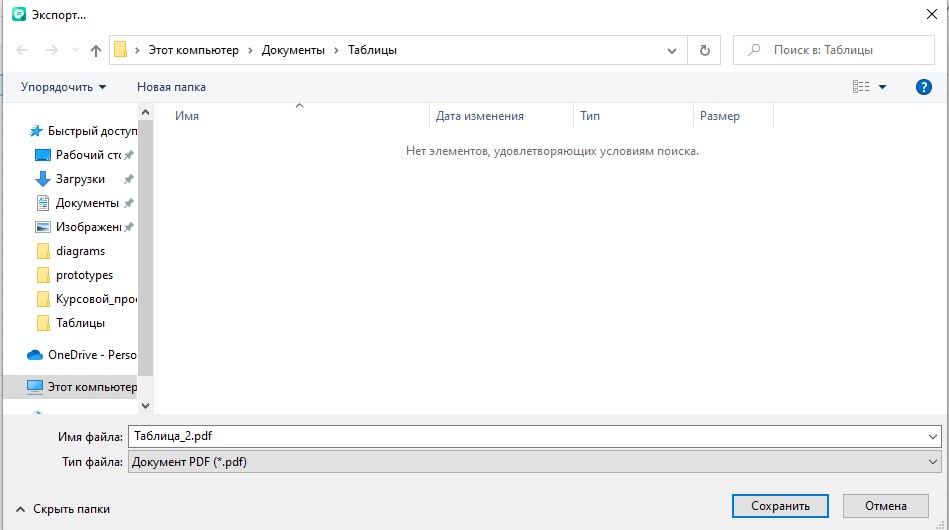 Экспорт...
Этот компьютер › Документы › Таблицы
Поиск в: Таблицы
Упорядочить Новая папка
Имя Дата изменения Тип Размер
Нет элементов, удовлетворяющих условиям поиска.
Быстрый доступ
Рабочий сто
Загрузки
Документы
Изображени
diagrams
prototypes
Курсовой_прое
Таблицы
OneDrive - Perso
Этот компьютер
Имя файла: Таблица_2.pdf
Тип файла: Документ PDF (*.pdf)
Скрыть папки Сохранить Отмена